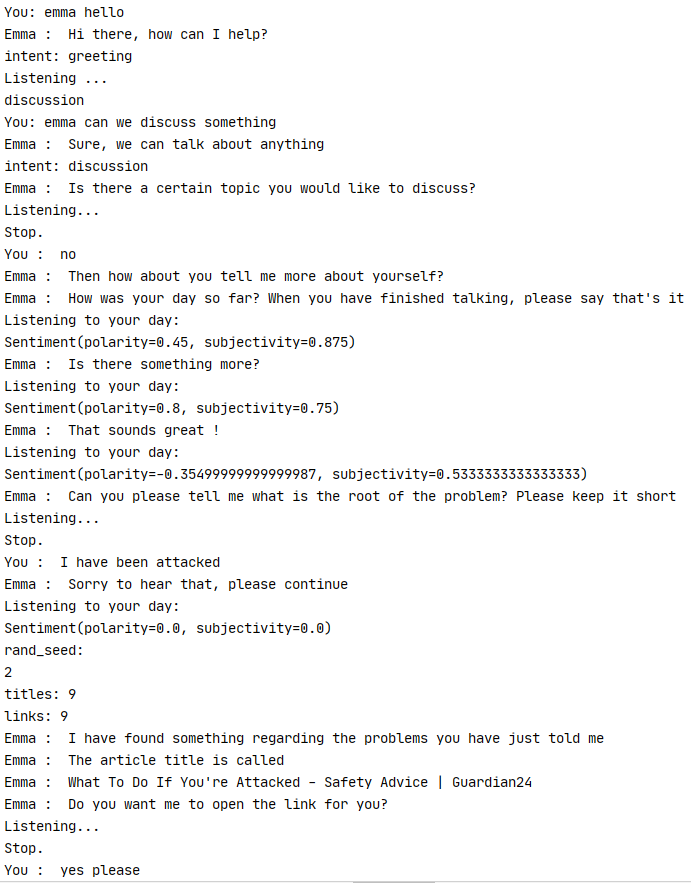 You: emma hello
Emma :  Hi there, how can I help?
intent: greeting
Listening ...
discussion
You: emma can we discuss something
Emma :  Sure, we can talk about anything
intent: discussion
Emma :  Is there a certain topic you would like to discuss?
Listening...
Stop.
You :  no
Emma :  Then how about you tell me more about yourself?
Emma :  How was your day so far? When you have finished talking, please say that's it
Listening to your day:
Sentiment(polarity=0.45, subjectivity=0.875)
Emma :  Is there something more?
Listening to your day:
Sentiment(polarity=0.8, subjectivity=0.75)
Emma :  That sounds great !
Listening to your day:
Sentiment(polarity=-0.35499999999999987, subjectivity=0.5333333333333333)
Emma :  Can you please tell me what is the root of the problem? Please keep it short
Listening...
Stop.
You :  I have been attacked
Emma :  Sorry to hear that, please continue
Listening to your day:
Sentiment(polarity=0.0, subjectivity=0.0)
rand_seed:
2
titles: 9
links: 9
Emma :  I have found something regarding the problems you have just told me
Emma :  The article title is called
Emma :  What To Do If You're Attacked - Safety Advice | Guardian24
Emma :  Do you want me to open the link for you?
Listening...
Stop.
You :  yes please